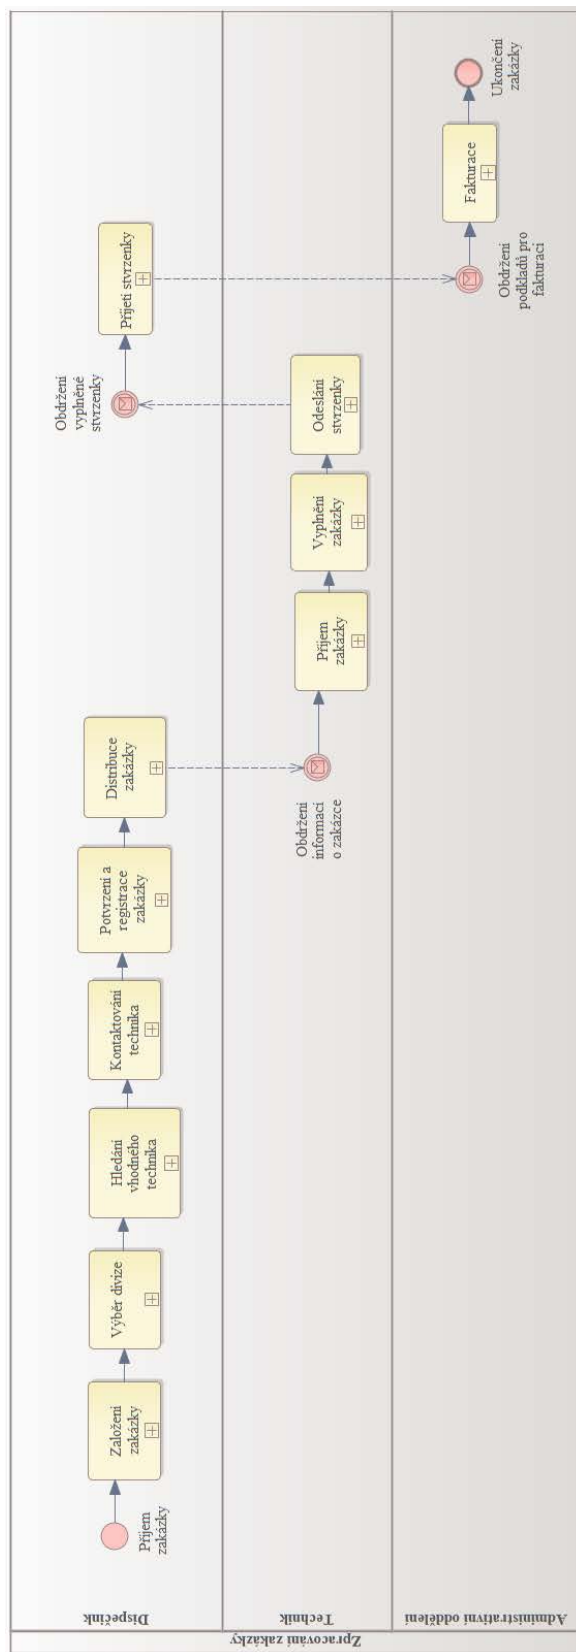 Zpracování zakázky
Dispečink
Příjem
zakázky
Založení
zakázky
Výběr divize
Hledání
vhodného
technika
Kontaktování
technika
Potvrzení a
registrace
zakázky
Distribuce
zakázky
Obdržení
vyplněné
stvrzenky
Přijetí stvrzenky
Technik
Obdržení
informací
o zakázce
Příjem
zakázky
Vyplnění
zakázky
Odeslání
stvrzenky
Administrativní oddělení
Obdržení
podkladů pro
fakturaci
Fakturace
Ukončení
zakázky